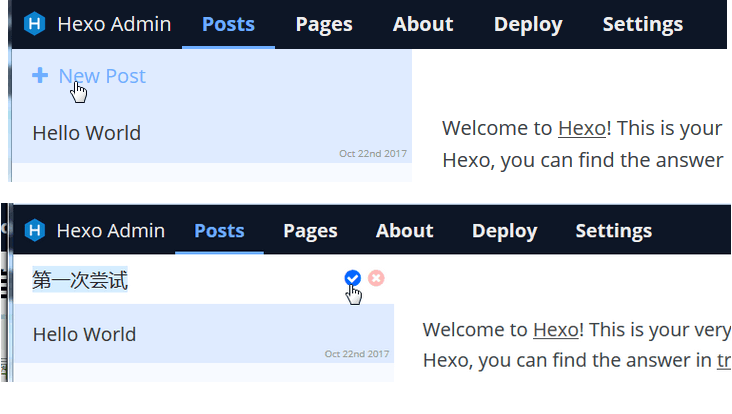 Hexo Admin Posts Pages About Deploy Settings
New Post
Hello World
Oct 22nd 2017
Welcome to Hexo! This is your
Hexo, you can find the answer
Hexo Admin Posts Pages About Deploy Settings
第一次尝试
Hello World
Oct 22nd 2017
Welcome to Hexo! This is your very
Hexo, you can find the answer in tr